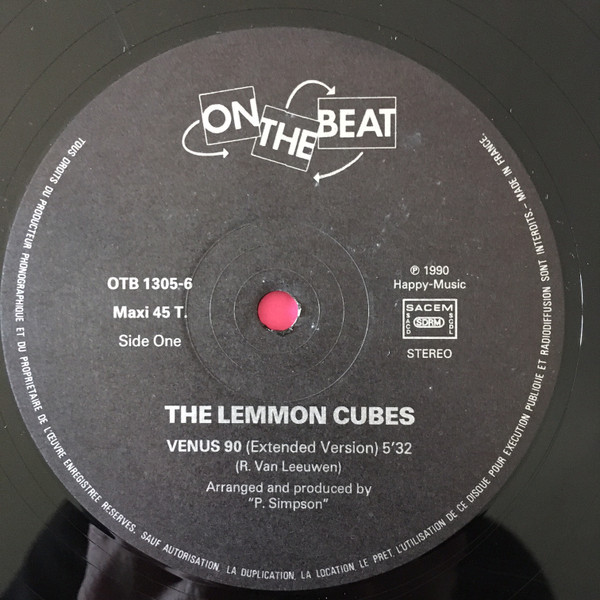 ON THE BEAT
OTB 1305-6
Maxi 45 T.
Side One
℗ 1990
Happy-Music
SACEM
SACD SDRM SCDL
STEREO
THE LEMMON CUBES
VENUS 90 (Extended Version) 5'32
(R. Van Leeuwen)
Arranged and produced by
"P. Simpson"
TOUS DROITS DU PRODUCTEUR PHONOGRAPHIQUE ET DU PROPRIETAIRE DE L'ŒUVRE ENREGISTREE RESERVES. SAUF AUTORISATION, LA DUPLICATION, LA LOCATION LE PRET L'UTILISATION DE CE DISQUE POUR EXECUTION PUBLIQUE ET RADIODIFFUSION SONT INTERDITS. - MADE IN FRANCE.